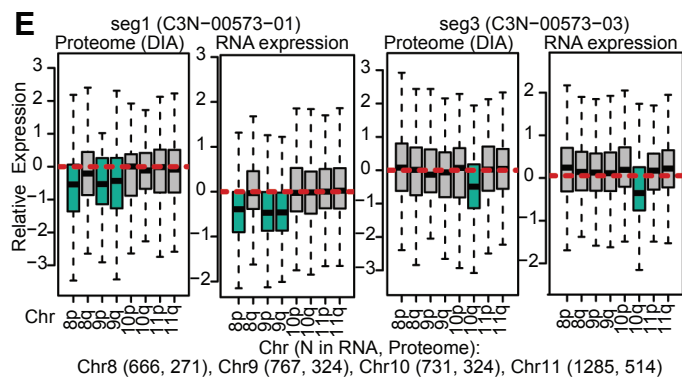 E
seg1 (C3N-00573-01)
seg3 (C3N-00573-03)
Proteome (DIA)
RNA expression
Proteome (DIA)
RNA expression
Relative Expression
3
2
1
0
−1
−2
−3
3
2
1
0
−1
−2
3
2
1
0
−1
−2
−3
2
1
0
−1
−2
Chr
8p 8q 9p 9q 10p 10q 11p 11q
8p 8q 9p 9q 10p 10q 11p 11q
8p 8q 9p 9q 10p 10q 11p 11q
8p 8q 9p 9q 10p 10q 11p 11q
Chr (N in RNA, Proteome):
Chr8 (666, 271), Chr9 (767, 324), Chr10 (731, 324), Chr11 (1285, 514)